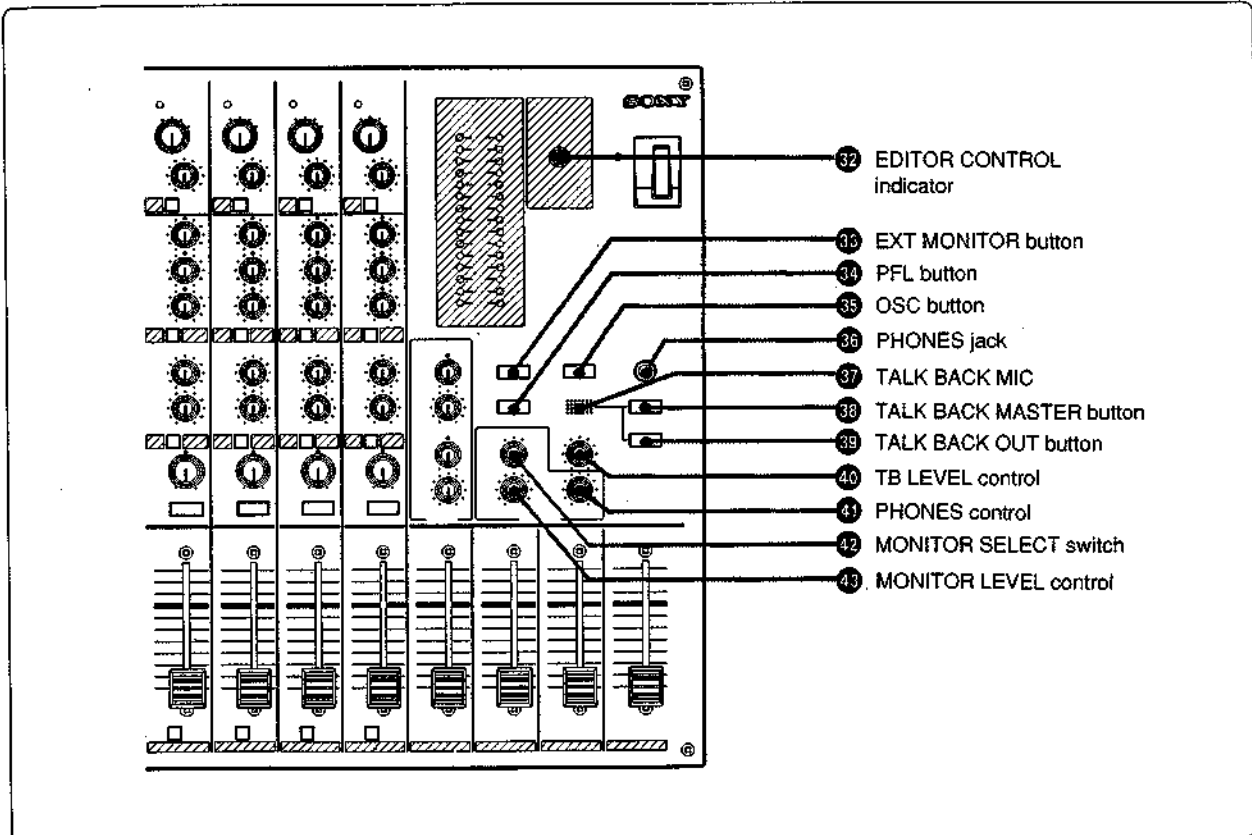 SONY
32 EDITOR CONTROL
indicator
33 EXT MONITOR button
34 PFL button
35 OSC button
36 PHONES jack
37 TALK BACK MIC
38 TALK BACK MASTER button
39 TALK BACK OUT button
40 TB LEVEL control
41 PHONES control
42 MONITOR SELECT switch
43 MONITOR LEVEL control